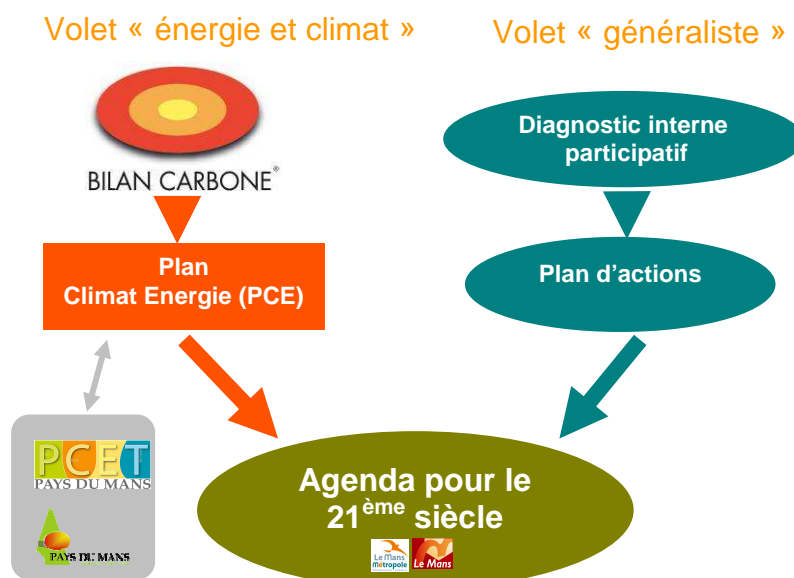 Volet « énergie et climat »
Volet « généraliste »
BILAN CARBONE®
Diagnostic interne
participatif
Plan
Climat Energie (PCE)
Plan d’actions
PCET
PAYS DU MANS
PAYS DU MANS
Agenda pour le
21ème siècle
Le Mans
métropole
Le Mans